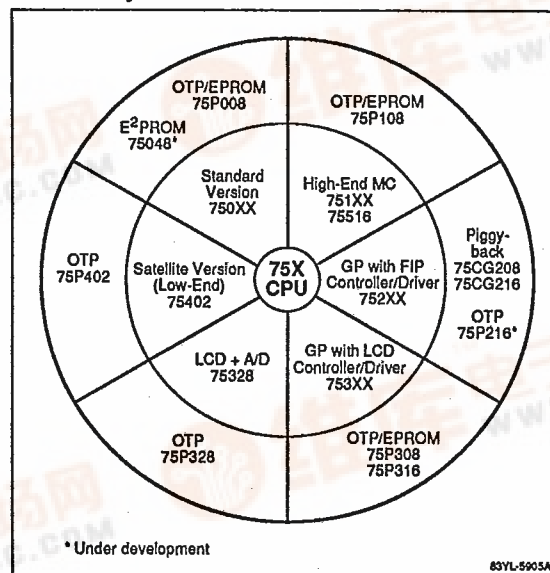 OTP/EPROM
75P008
E²PROM
75048*
OTP/EPROM
75P108
Standard
Version
750XX
High-End MC
751XX
75516
OTP
75P402
Satellite Version
(Low-End)
75402
75X
CPU
GP with FIP
Controller/Driver
752XX
Piggy-
back
75CG208
75CG216
OTP
75P216*
LCD + A/D
75328
GP with LCD
Controller/Driver
753XX
OTP
75P328
OTP/EPROM
75P308
75P316
* Under development
83YL-5905A